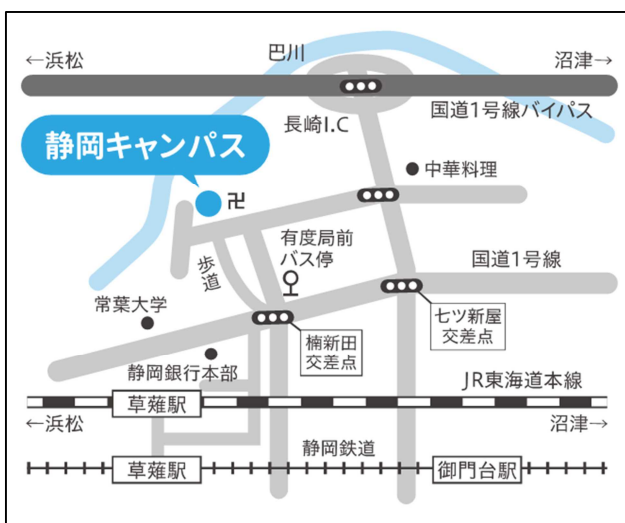 巴川
←浜松
沼津→
長崎I.C
国道1号線バイパス
静岡キャンパス
中華料理
卍
有度局前
バス停
歩道
国道1号線
常葉大学
七ツ新屋
交差点
楠新田
交差点
静岡銀行本部
JR東海道本線
草薙駅
←浜松
沼津→
静岡鉄道
草薙駅
御門台駅